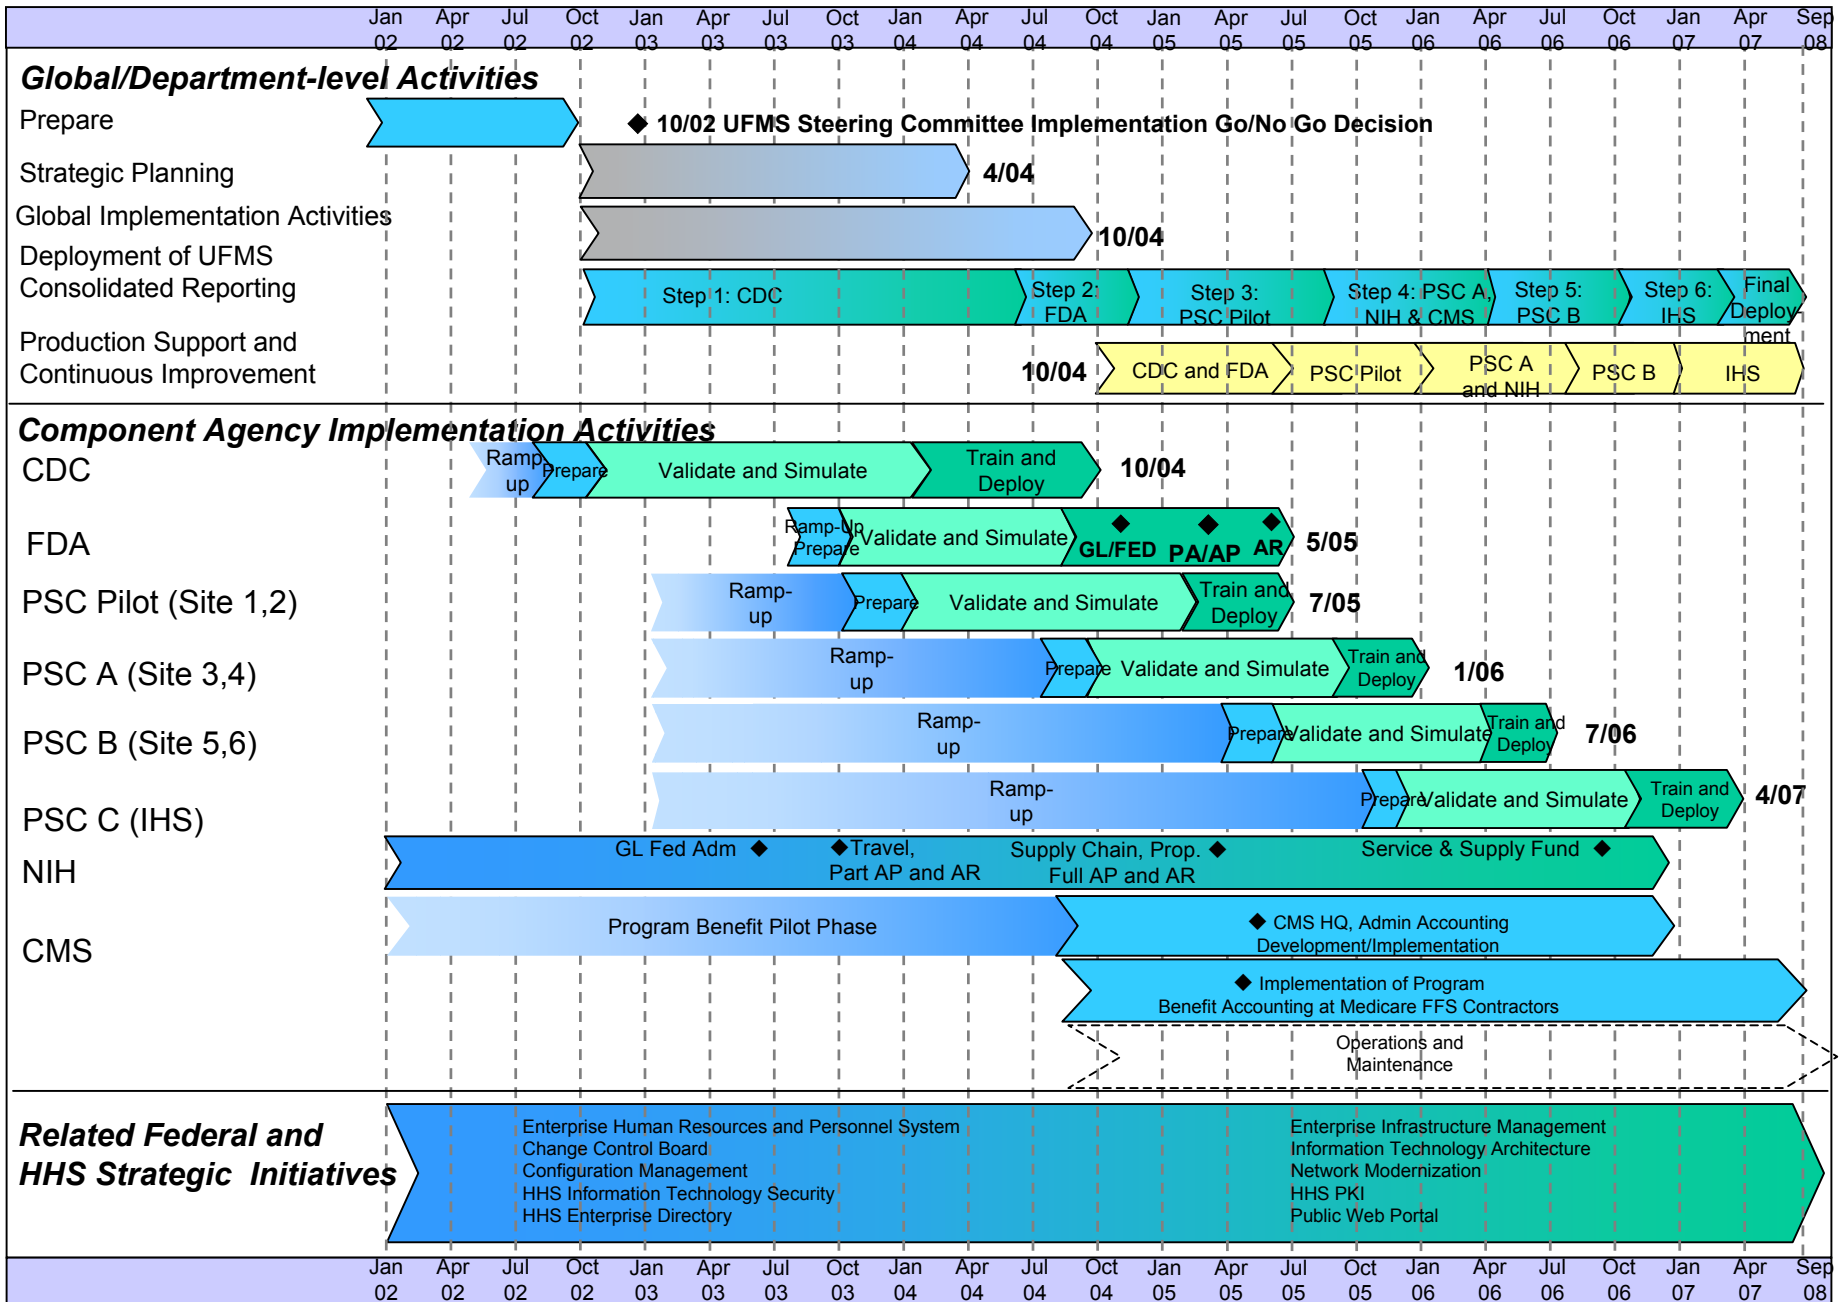 Jan Apr Jul Oct Jan Apr Jul Oct Jan Apr Jul Oct Jan Apr Jul Oct Jan Apr Jul Oct Jan Apr Sep
02 02 02 02 03 03 03 03 04 04 04 04 05 05 05 05 06 06 06 06 07 07 08
Global/Department-level Activities
Prepare
10/02 UFMS Steering Committee Implementation Go/No Go Decision
Strategic Planning
4/04
Global Implementation Activities
10/04
Deployment of UFMS
Consolidated Reporting
Step 1: CDC
Step 2:
FDA
Step 3:
PSC Pilot
Step 4: PSC A,
NIH & CMS
Step 5:
PSC B
Step 6:
IHS
Final
Deploy-
ment
Production Support and
Continuous Improvement
10/04
CDC and FDA
PSC Pilot
PSC A
and NIH
PSC B
IHS
Component Agency Implementation Activities
CDC
Ramp-
up
Prepare
Validate and Simulate
Train and
Deploy
10/04
FDA
Ramp-Up
Prepare
Validate and Simulate
GL/FED
PA/AP
AR
5/05
PSC Pilot (Site 1,2)
Ramp-
up
Prepare
Validate and Simulate
Train and
Deploy
7/05
PSC A (Site 3,4)
Ramp-
up
Prepare
Validate and Simulate
Train and
Deploy
1/06
PSC B (Site 5,6)
Ramp-
up
Prepare
Validate and Simulate
Train and
Deploy
7/06
PSC C (IHS)
Ramp-
up
Prepare
Validate and Simulate
Train and
Deploy
4/07
NIH
GL Fed Adm
Travel,
Part AP and AR
Supply Chain, Prop.
Full AP and AR
Service & Supply Fund
CMS
Program Benefit Pilot Phase
CMS HQ, Admin Accounting
Development/Implementation
Implementation of Program
Benefit Accounting at Medicare FFS Contractors
Operations and
Maintenance
Related Federal and
HHS Strategic Initiatives
Enterprise Human Resources and Personnel System
Change Control Board
Configuration Management
HHS Information Technology Security
HHS Enterprise Directory
Enterprise Infrastructure Management
Information Technology Architecture
Network Modernization
HHS PKI
Public Web Portal
Jan Apr Jul Oct Jan Apr Jul Oct Jan Apr Jul Oct Jan Apr Jul Oct Jan Apr Jul Oct Jan Apr Sep
02 02 02 02 03 03 03 03 04 04 04 04 05 05 05 05 06 06 06 06 07 07 08